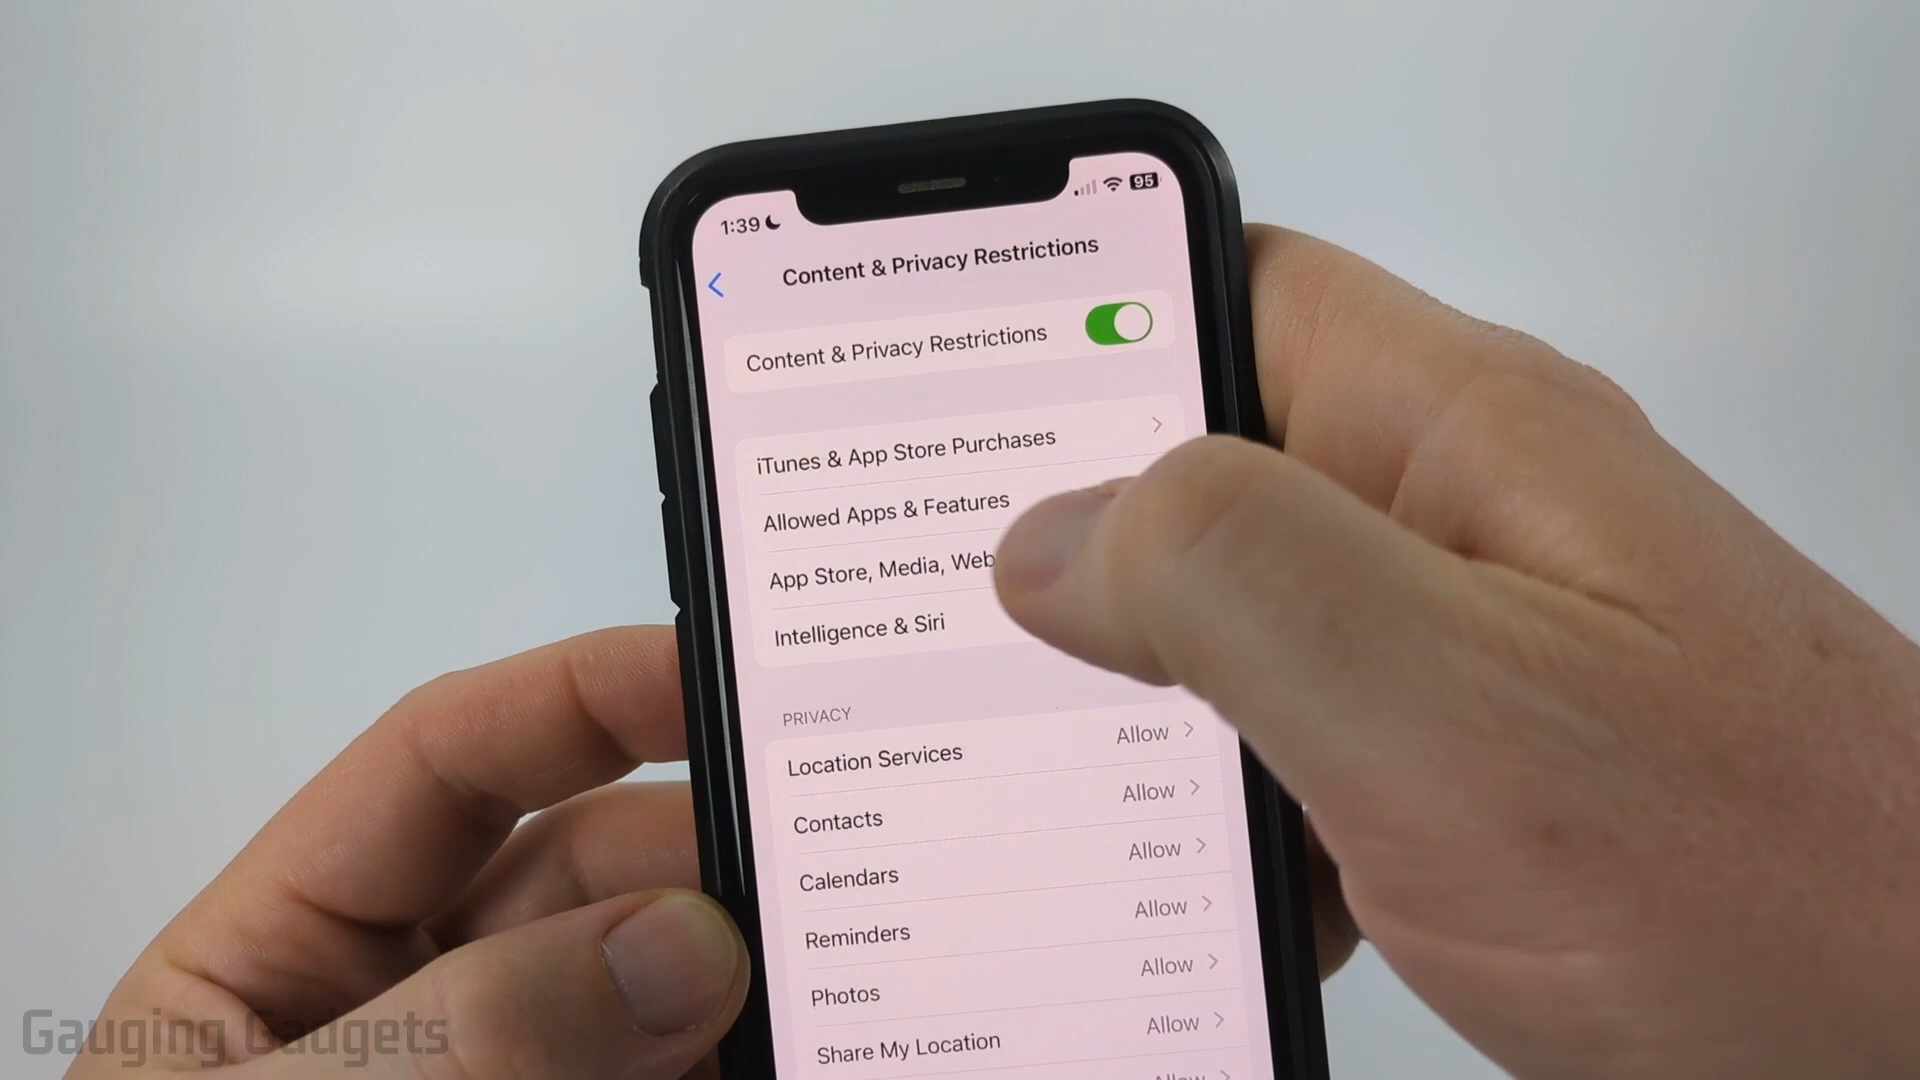 1:39
95
Content & Privacy Restrictions
Content & Privacy Restrictions
iTunes & App Store Purchases
Allowed Apps & Features
App Store, Media, Web
Intelligence & Siri
PRIVACY
Location Services Allow
Contacts Allow
Calendars Allow
Reminders Allow
Photos Allow
Share My Location Allow
Gauging Gadgets